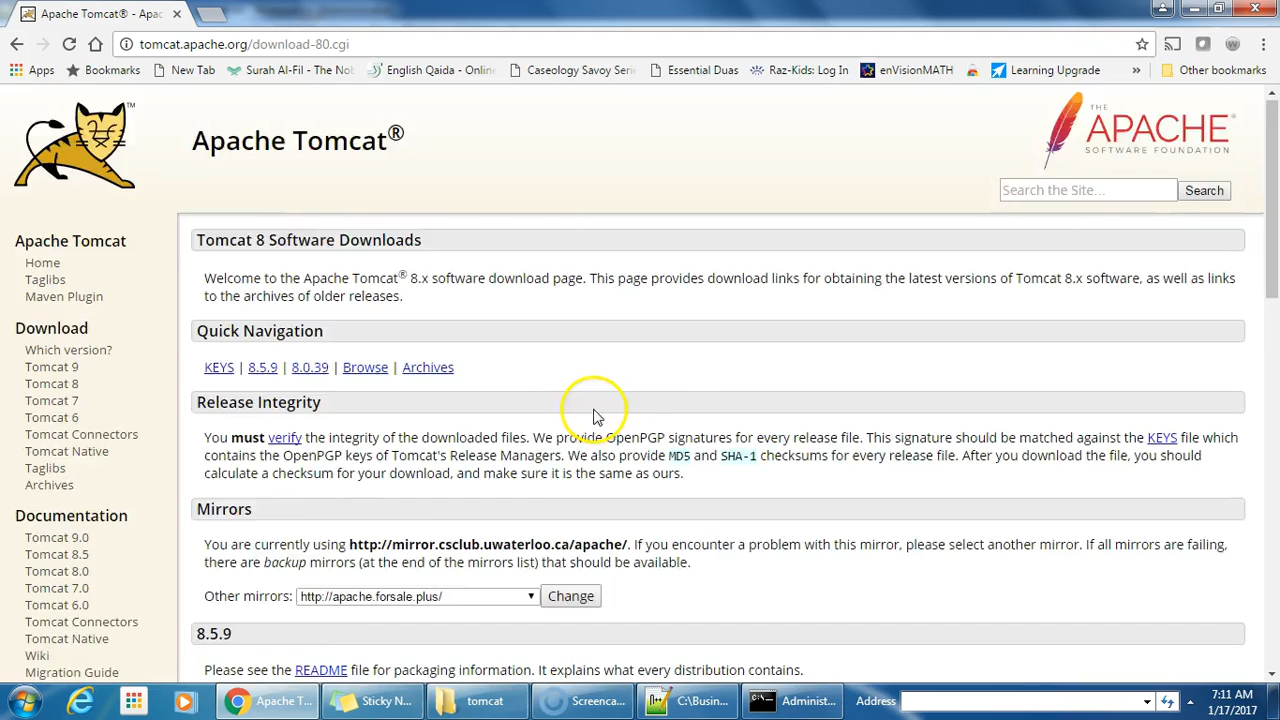 Apache Tomcat® - Apac
tomcat.apache.org/download-80.cgi
Apps Bookmarks New Tab Surah Al-Fil - The No English Qaida - Online Caseology Savoy Seri Essential Duas Raz-Kids: Log In enVisionMATH Learning Upgrade » Other bookmarks
TM
Apache Tomcat®
THE
APACHE®
SOFTWARE FOUNDATION
Search the Site... Search
Apache Tomcat
Home
Taglibs
Maven Plugin
Download
Which version?
Tomcat 9
Tomcat 8
Tomcat 7
Tomcat 6
Tomcat Connectors
Tomcat Native
Taglibs
Archives
Documentation
Tomcat 9.0
Tomcat 8.5
Tomcat 8.0
Tomcat 7.0
Tomcat 6.0
Tomcat Connectors
Tomcat Native
Wiki
Migration Guide
Tomcat 8 Software Downloads
Welcome to the Apache Tomcat® 8.x software download page. This page provides download links for obtaining the latest versions of Tomcat 8.x software, as well as links
to the archives of older releases.
Quick Navigation
KEYS | 8.5.9 | 8.0.39 | Browse | Archives
Release Integrity
You must verify the integrity of the downloaded files. We provide OpenPGP signatures for every release file. This signature should be matched against the KEYS file which
contains the OpenPGP keys of Tomcat's Release Managers. We also provide MD5 and SHA-1 checksums for every release file. After you download the file, you should
calculate a checksum for your download, and make sure it is the same as ours.
Mirrors
You are currently using http://mirror.csclub.uwaterloo.ca/apache/. If you encounter a problem with this mirror, please select another mirror. If all mirrors are failing,
there are backup mirrors (at the end of the mirrors list) that should be available.
Other mirrors: http://apache.forsale.plus/ Change
8.5.9
Please see the README file for packaging information. It explains what every distribution contains.
Apache T... Sticky N... tomcat Screenca... C:\Busin... Administ... Address
7:11 AM
1/17/2017